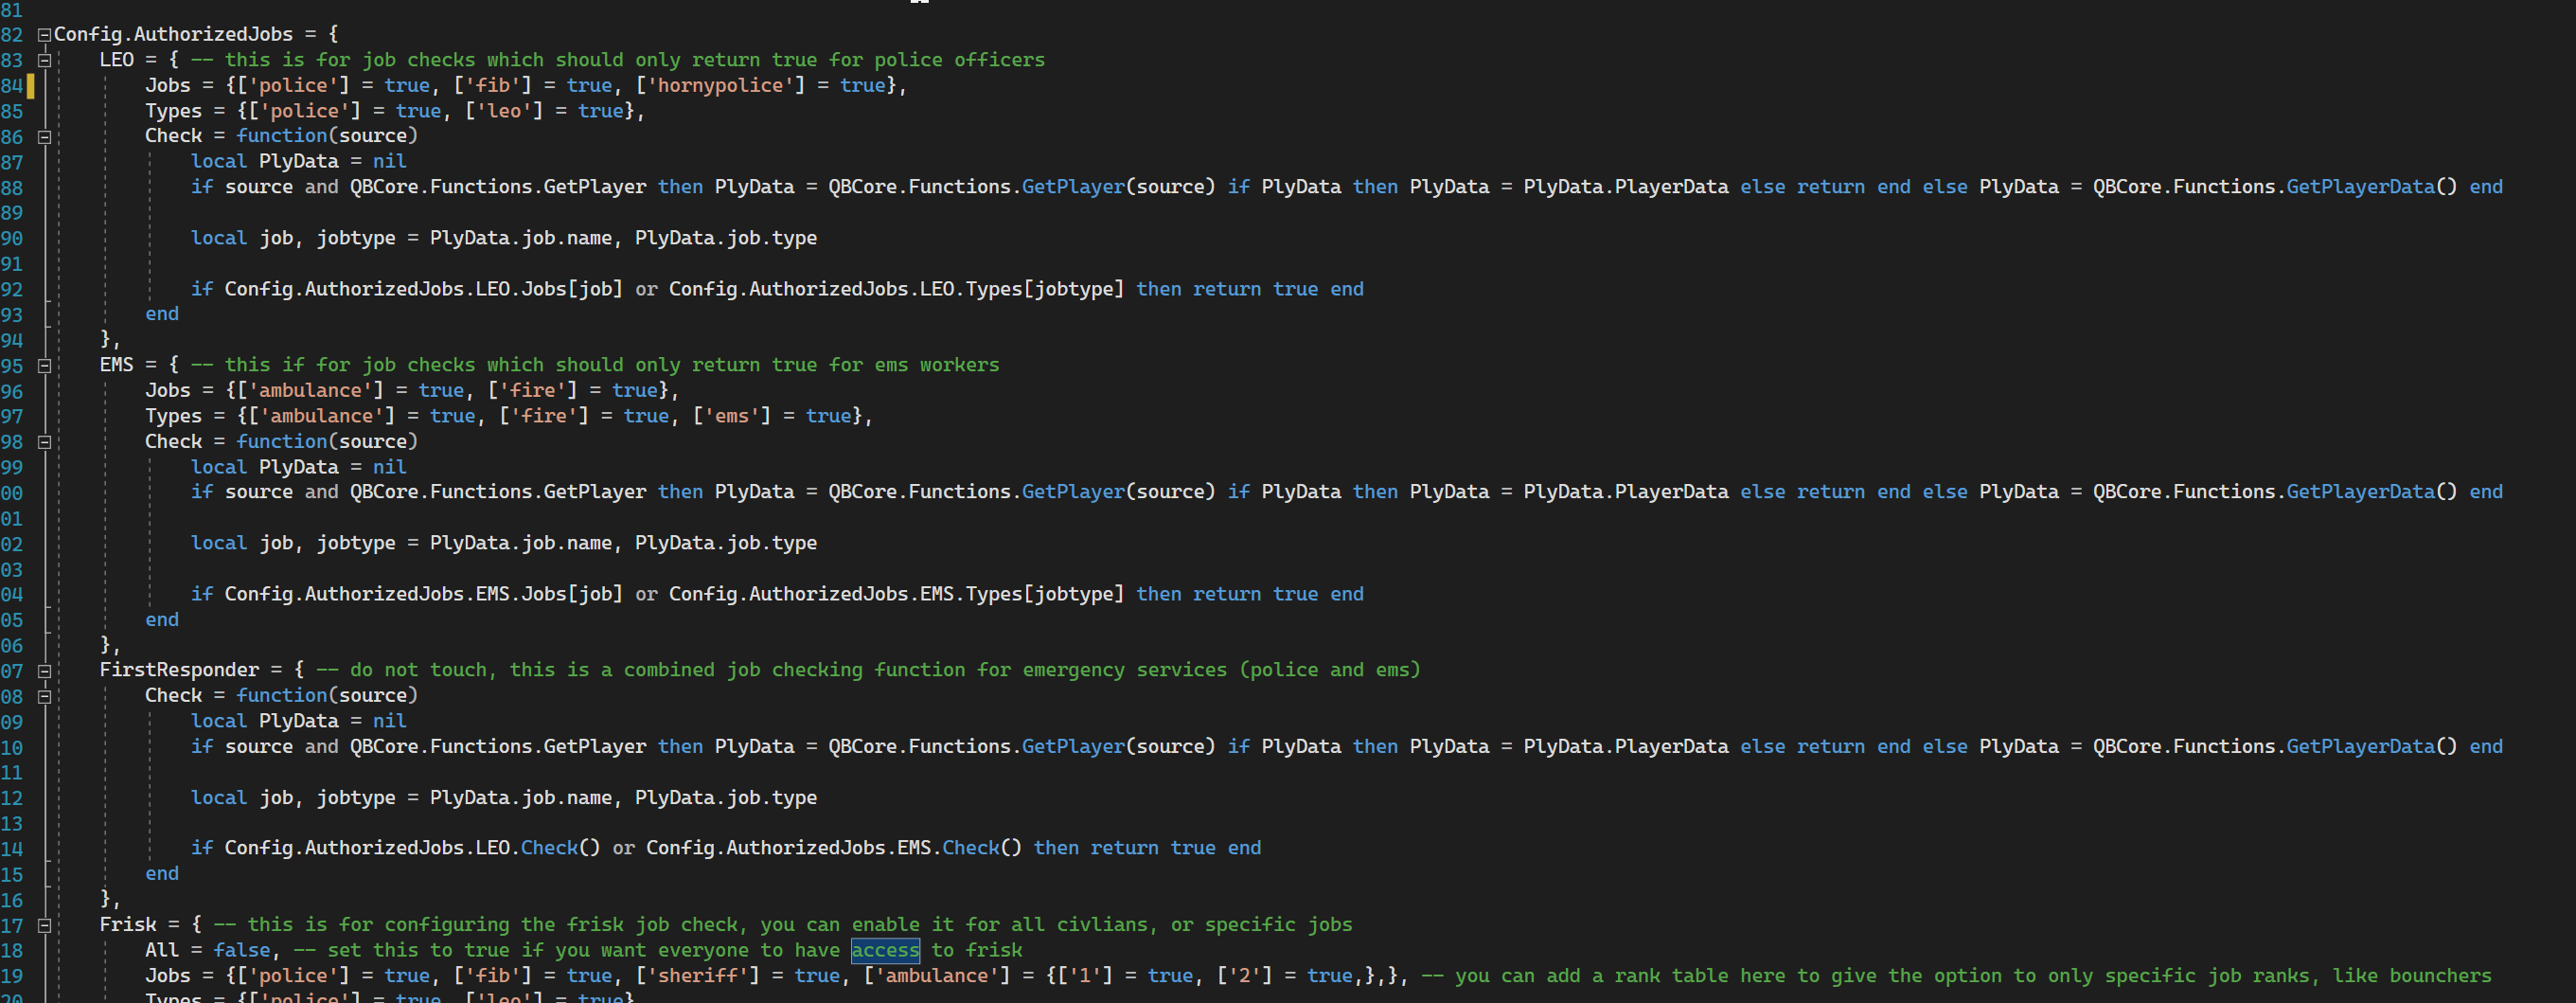 81
82 Config.AuthorizedJobs = {
83 LEO = { -- this is for job checks which should only return true for police officers
84 Jobs = {['police'] = true, ['fib'] = true, ['hornypolice'] = true},
85 Types = {['police'] = true, ['leo'] = true},
86 Check = function(source)
87 local PlyData = nil
88 if source and QBCore.Functions.GetPlayer then PlyData = QBCore.Functions.GetPlayer(source) if PlyData then PlyData = PlyData.PlayerData else return end else PlyData = QBCore.Functions.GetPlayerData() end
89
90 local job, jobtype = PlyData.job.name, PlyData.job.type
91
92 if Config.AuthorizedJobs.LEO.Jobs[job] or Config.AuthorizedJobs.LEO.Types[jobtype] then return true end
93 end
94 },
95 EMS = { -- this if for job checks which should only return true for ems workers
96 Jobs = {['ambulance'] = true, ['fire'] = true},
97 Types = {['ambulance'] = true, ['fire'] = true, ['ems'] = true},
98 Check = function(source)
99 local PlyData = nil
00 if source and QBCore.Functions.GetPlayer then PlyData = QBCore.Functions.GetPlayer(source) if PlyData then PlyData = PlyData.PlayerData else return end else PlyData = QBCore.Functions.GetPlayerData() end
01
02 local job, jobtype = PlyData.job.name, PlyData.job.type
03
04 if Config.AuthorizedJobs.EMS.Jobs[job] or Config.AuthorizedJobs.EMS.Types[jobtype] then return true end
05 end
06 },
07 FirstResponder = { -- do not touch, this is a combined job checking function for emergency services (police and ems)
08 Check = function(source)
09 local PlyData = nil
10 if source and QBCore.Functions.GetPlayer then PlyData = QBCore.Functions.GetPlayer(source) if PlyData then PlyData = PlyData.PlayerData else return end else PlyData = QBCore.Functions.GetPlayerData() end
11
12 local job, jobtype = PlyData.job.name, PlyData.job.type
13
14 if Config.AuthorizedJobs.LEO.Check() or Config.AuthorizedJobs.EMS.Check() then return true end
15 end
16 },
17 Frisk = { -- this is for configuring the frisk job check, you can enable it for all civlians, or specific jobs
18 All = false, -- set this to true if you want everyone to have access to frisk
19 Jobs = {['police'] = true, ['fib'] = true, ['sheriff'] = true, ['ambulance'] = {['1'] = true, ['2'] = true,},}, -- you can add a rank table here to give the option to only specific job ranks, like bounchers
20 Types = {['police'] = true, ['leo'] = true}